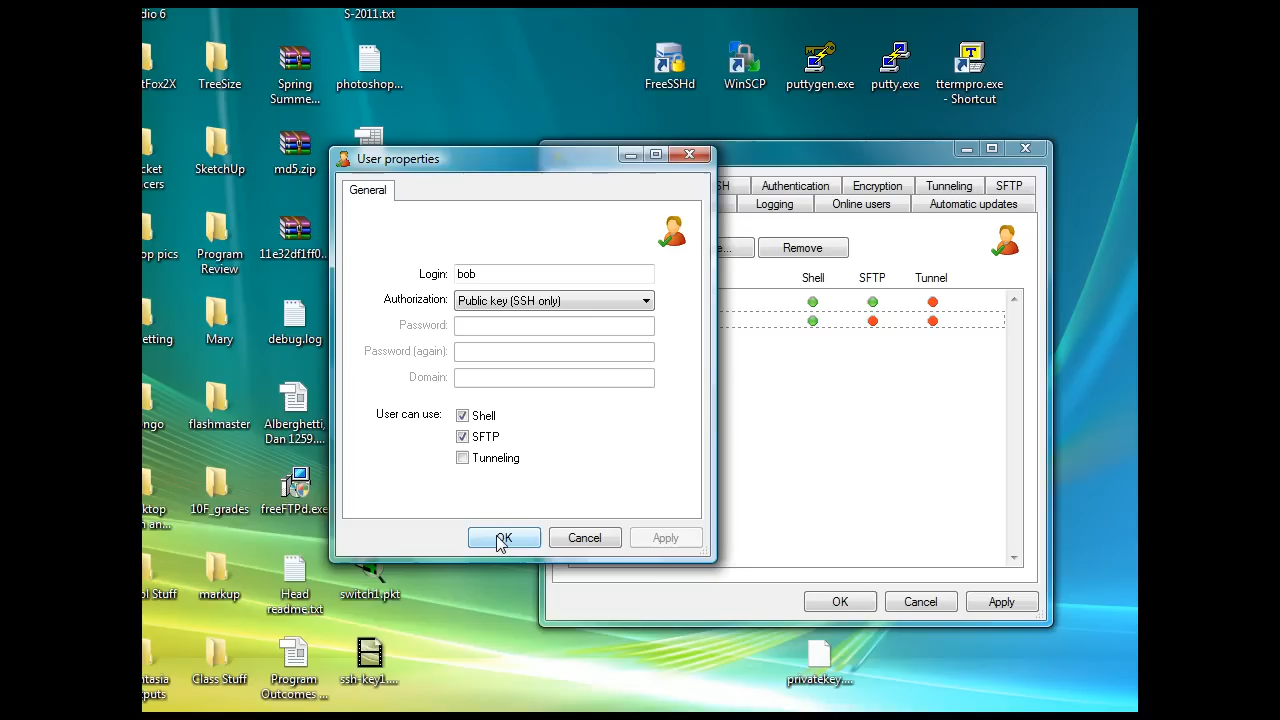 dio 6
S-2011.txt
tFox2X
TreeSize
Spring
Summe...
photoshop...
FreeSSHd
WinSCP
puttygen.exe
putty.exe
ttermpro.exe
- Shortcut
cket
cers
SketchUp
md5.zip
op pics
Program
Review
11e32df1ff0...
etting
Mary
debug.log
ngo
flashmaster
Alberghetti,
Dan 1259....
ktop
n an...
10F_grades
freeFTPd.exe
ol Stuff
markup
Head
readme.txt
switch1.pkt
ntasia
puts
Class Stuff
Program
Outcomes ...
ssh-key1....
privatekey....
User properties
General
Login:
bob
Authorization:
Public key (SSH only)
Password:
Password (again):
Domain:
User can use:
Shell
SFTP
Tunneling
OK
Cancel
Apply
SH
Authentication
Encryption
Tunneling
SFTP
Logging
Online users
Automatic updates
e...
Remove
Shell
SFTP
Tunnel
OK
Cancel
Apply